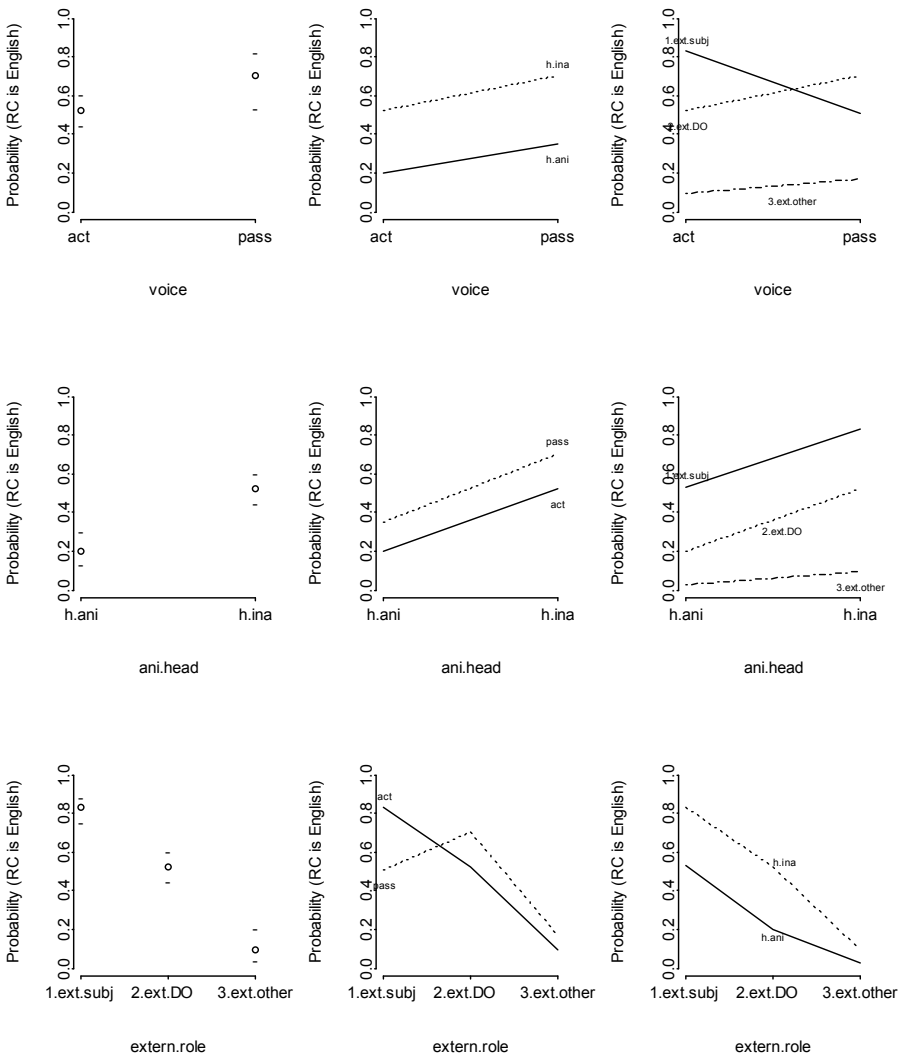 Probability (RC is English)
0.0 0.2 0.4 0.6 0.8 1.0
act pass
voice
Probability (RC is English)
0.0 0.2 0.4 0.6 0.8 1.0
h.ina
h.ani
act pass
voice
Probability (RC is English)
0.0 0.2 0.4 0.6 0.8 1.0
1.ext.subj
2.ext.DO
3.ext.other
act pass
voice
Probability (RC is English)
0.0 0.2 0.4 0.6 0.8 1.0
h.ani h.ina
ani.head
Probability (RC is English)
0.0 0.2 0.4 0.6 0.8 1.0
pass
act
h.ani h.ina
ani.head
Probability (RC is English)
0.0 0.2 0.4 0.6 0.8 1.0
1.ext.subj
2.ext.DO
3.ext.other
h.ani h.ina
ani.head
Probability (RC is English)
0.0 0.2 0.4 0.6 0.8 1.0
1.ext.subj 2.ext.DO 3.ext.other
extern.role
Probability (RC is English)
0.0 0.2 0.4 0.6 0.8 1.0
act
pass
1.ext.subj 2.ext.DO 3.ext.other
extern.role
Probability (RC is English)
0.0 0.2 0.4 0.6 0.8 1.0
h.ina
h.ani
1.ext.subj 2.ext.DO 3.ext.other
extern.role